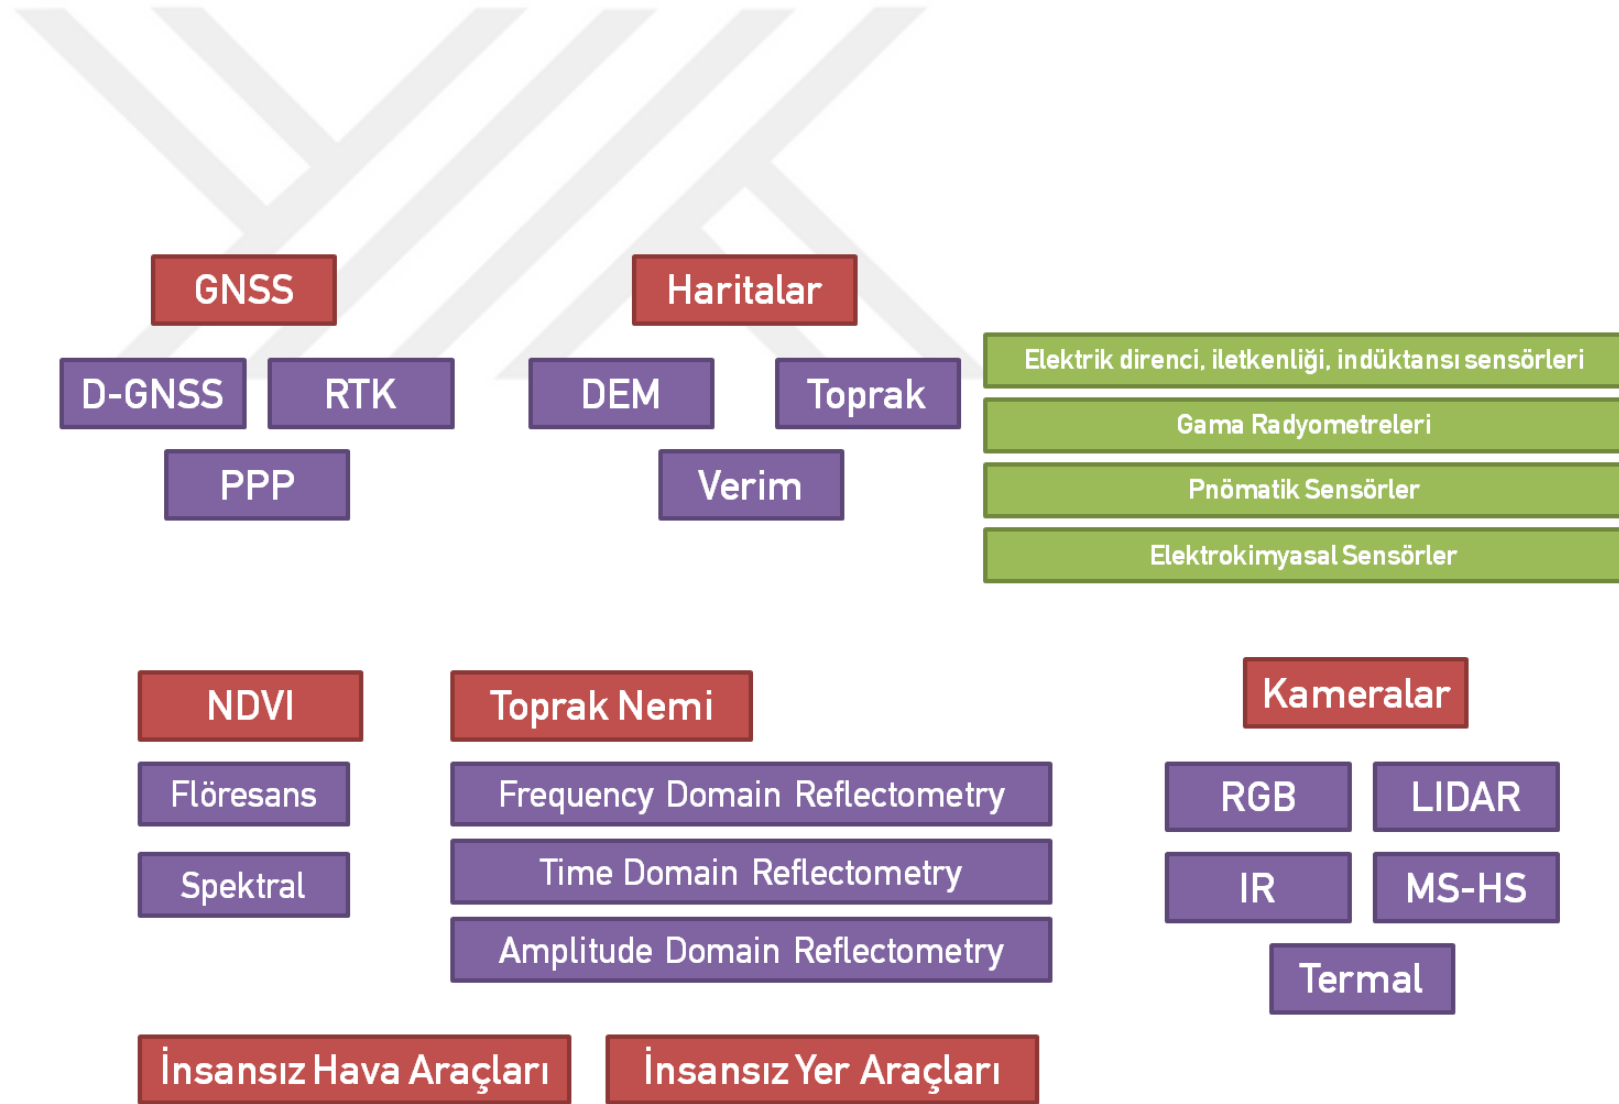 GNSS
D-GNSS
RTK
PPP
Haritalar
DEM
Toprak
Verim
Elektrik direnci, iletkenliği, indüktansı sensörleri
Gama Radyometreleri
Pnömatik Sensörler
Elektrokimyasal Sensörler
NDVI
Flöresans
Spektral
Toprak Nemi
Frequency Domain Reflectometry
Time Domain Reflectometry
Amplitude Domain Reflectometry
Kameralar
RGB
LIDAR
IR
MS-HS
Termal
İnsansız Hava Araçları
İnsansız Yer Araçları